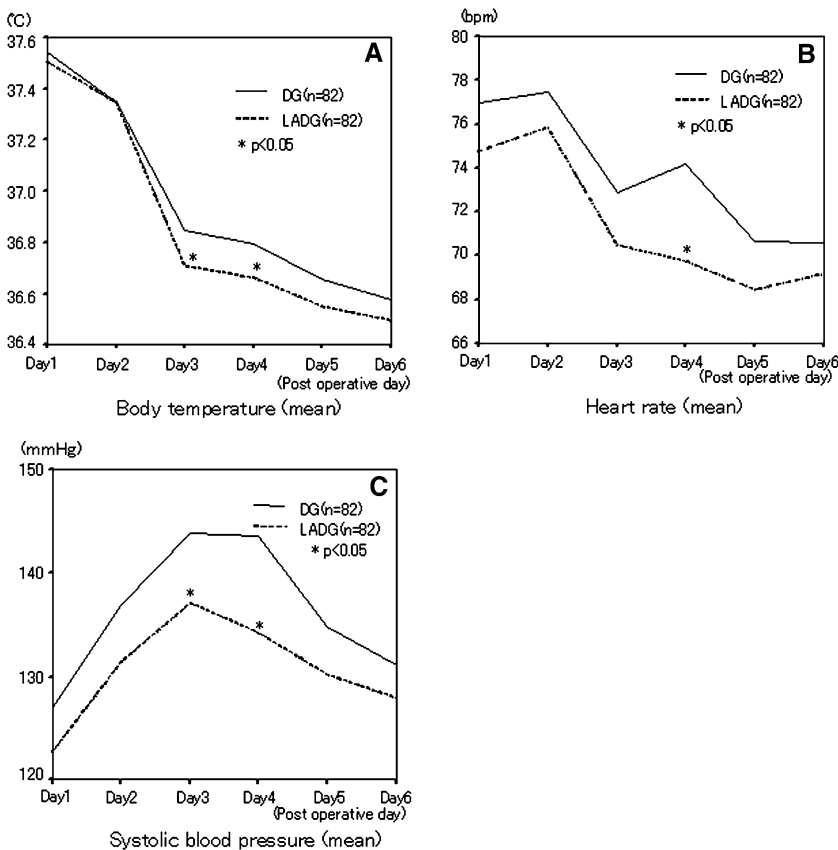 (℃)
37.6
37.4
37.2
37.0
36.8
36.6
36.4
A
DG(n=82)
LADG(n=82)
* p<0.05
*
*
Day1 Day2 Day3 Day4 Day5 Day6
(Post operative day)
Body temperature (mean)
(bpm)
80
78
76
74
72
70
68
66
B
DG(n=82)
LADG(n=82)
* p<0.05
*
Day1 Day2 Day3 Day4 Day5 Day6
(Post operative day)
Heart rate (mean)
(mmHg)
150
140
130
120
C
DG(n=82)
LADG(n=82)
* p<0.05
*
*
Day1 Day2 Day3 Day4 Day5 Day6
(Post operative day)
Systolic blood pressure (mean)